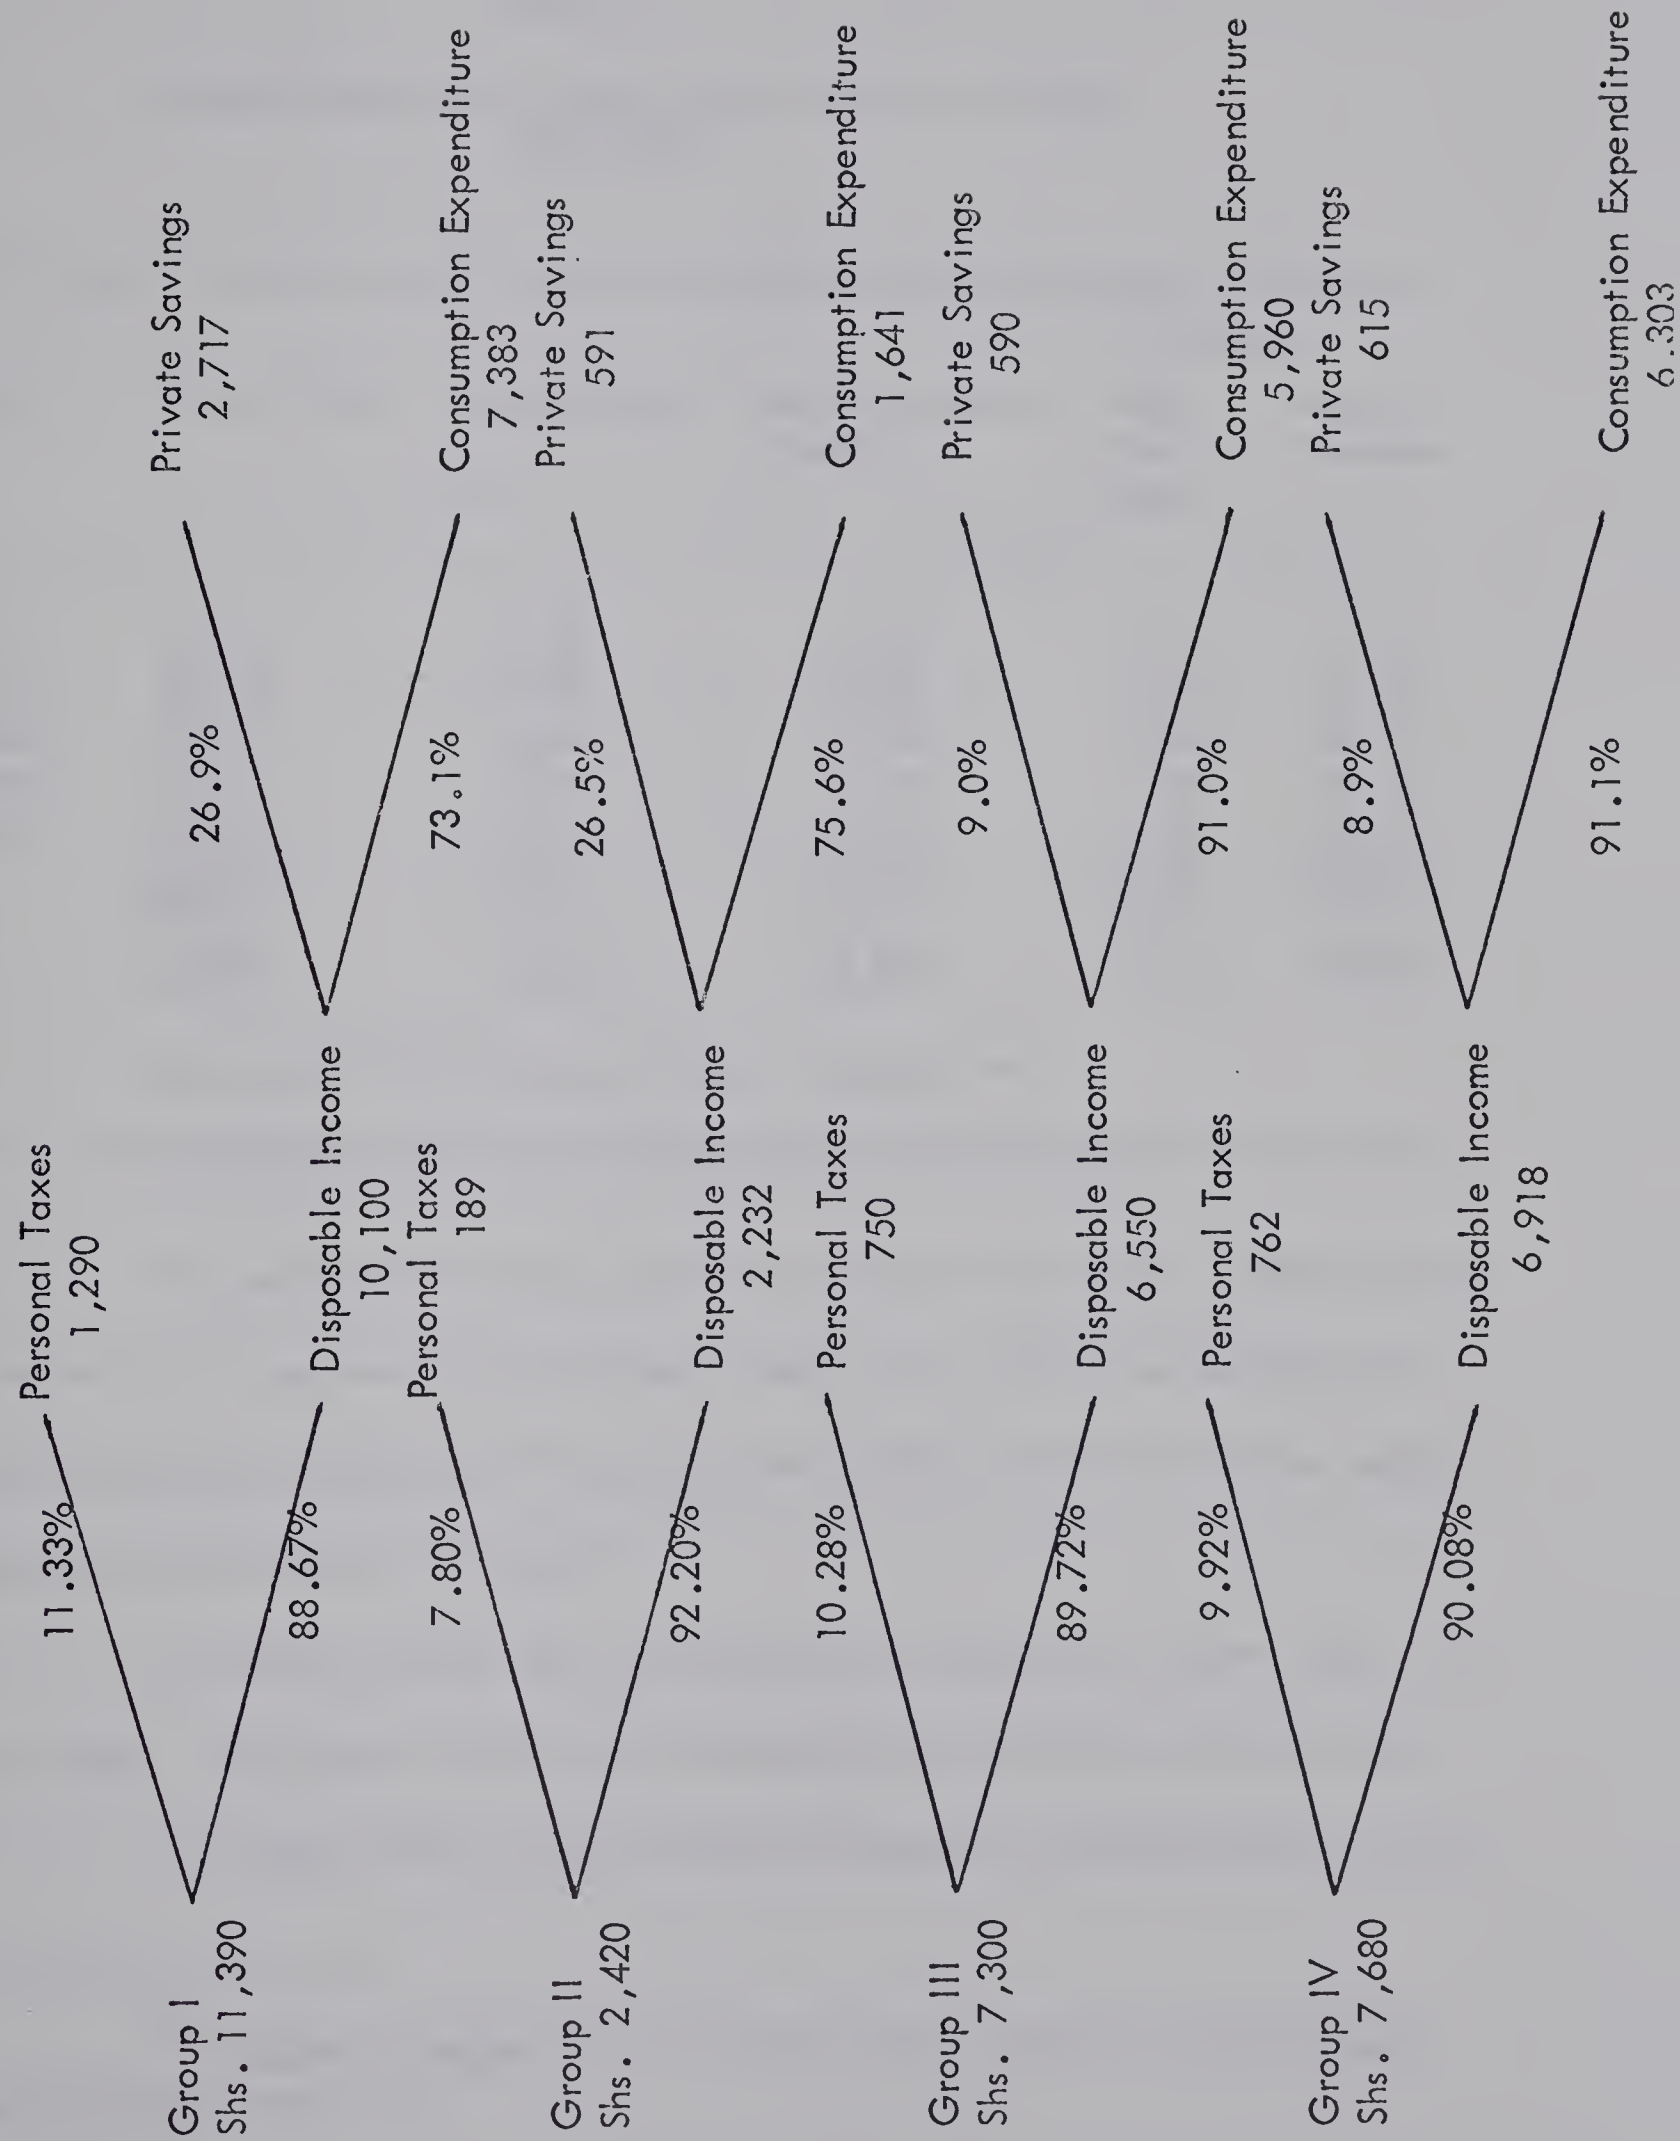 Personal Taxes
1,290
11.33%
Private Savings
2,717
26.9%
Group I
Shs. 11,390
88.67%
Disposable Income
10,100
73.1%
Consumption Expenditure
7,383
Personal Taxes
189
7.80%
Private Savings
591
26.5%
Group II
Shs. 2,420
92.20%
Disposable Income
2,232
75.6%
Consumption Expenditure
1,641
Personal Taxes
750
10.28%
Private Savings
590
9.0%
Group III
Shs. 7,300
89.72%
Disposable Income
6,550
91.0%
Consumption Expenditure
5,960
Personal Taxes
762
9.92%
Private Savings
615
8.9%
Group IV
Shs. 7,680
90.08%
Disposable Income
6,918
91.1%
Consumption Expenditure
6.303